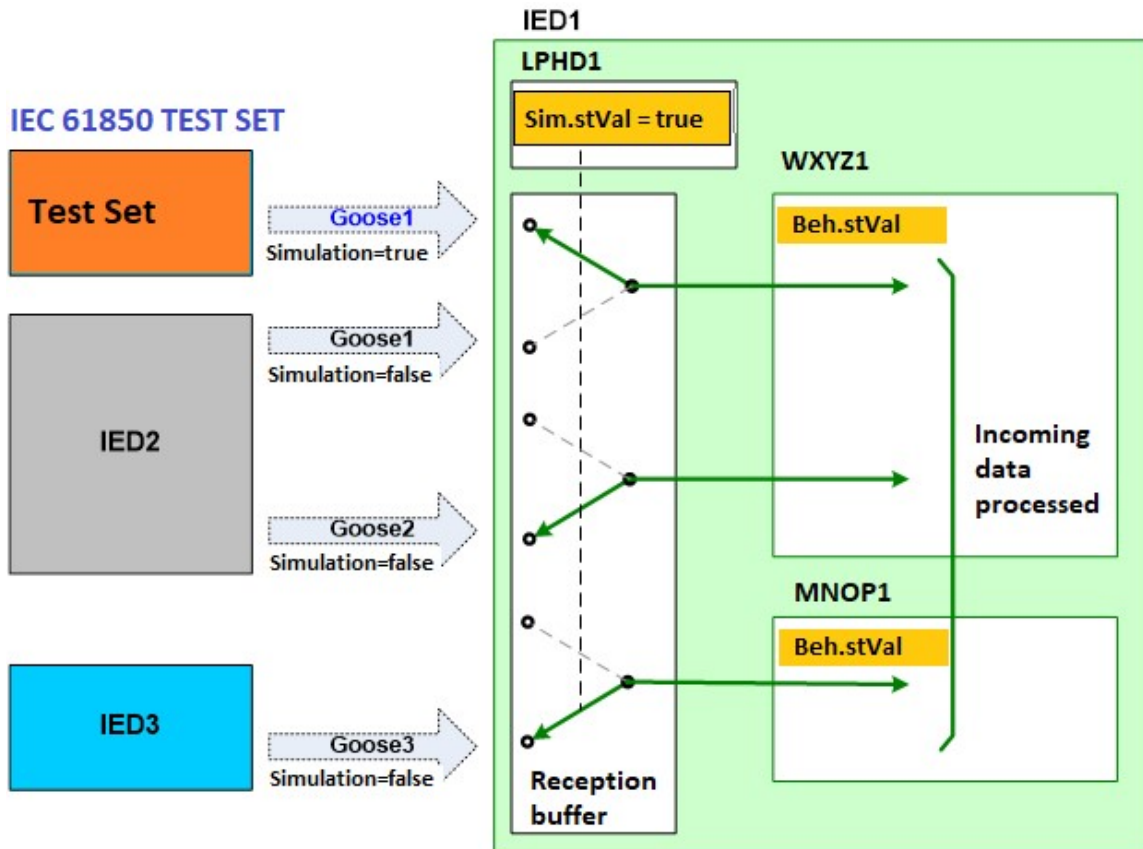 IED1
LPHD1
Sim.stVal = true
IEC 61850 TEST SET
Test Set
Goose1
Simulation=true
Goose1
Simulation=false
IED2
Goose2
Simulation=false
IED3
Goose3
Simulation=false
Reception
buffer
WXYZ1
Beh.stVal
Incoming
data
processed
MNOP1
Beh.stVal